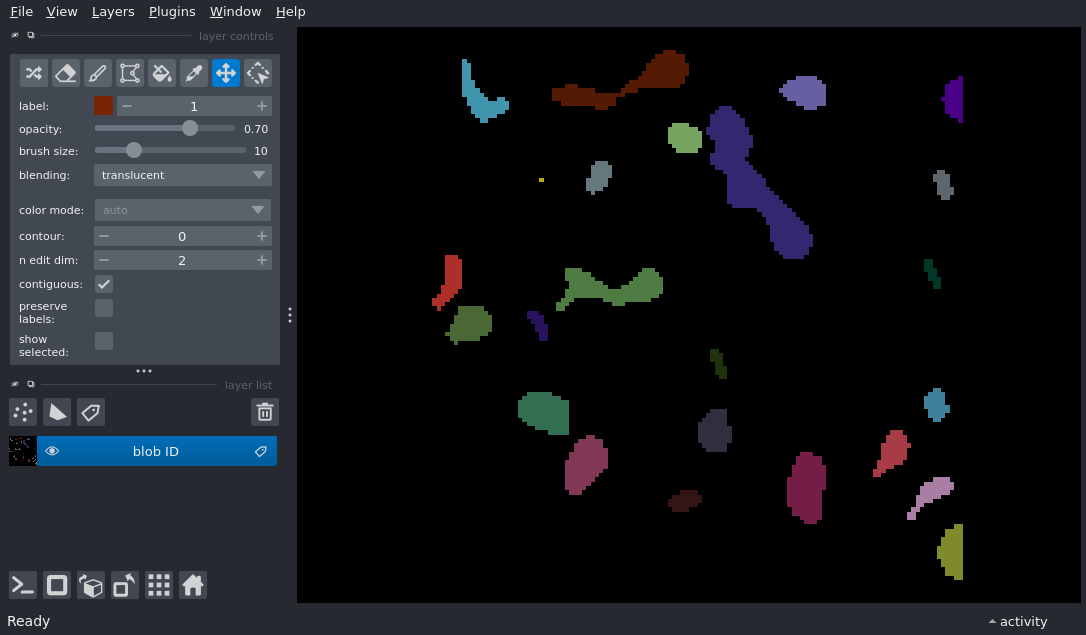 File View Layers Plugins Window Help
layer controls
label: 1
opacity: 0.70
brush size: 10
blending: translucent
color mode: auto
contour: 0
n edit dim: 2
contiguous:
preserve
labels:
show
selected:
layer list
blob ID
Ready
activity